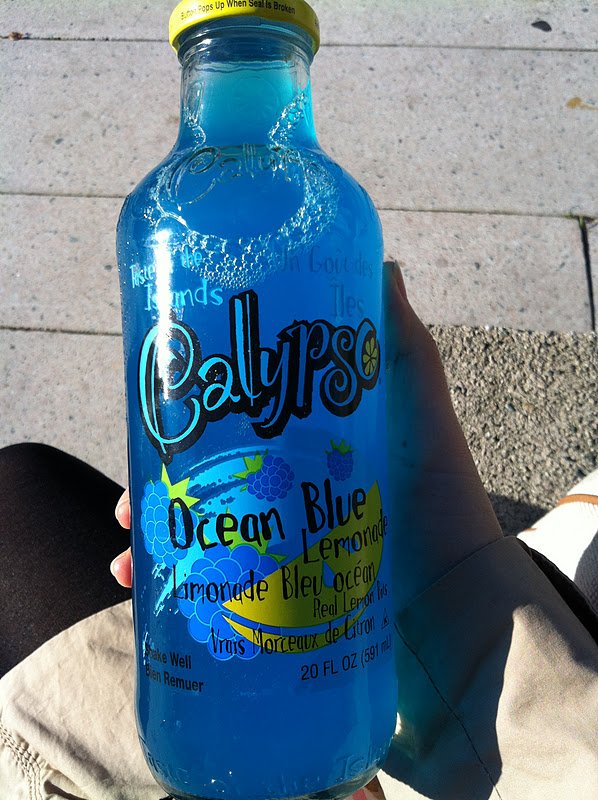 Button Pops Up When Seal is Broken
Calypso
Taste of the Un Goût des
Islands Îles
Calypso
Ocean Blue
Lemonade
Limonade Bleu océan
Real Lemon Bits
Vrais Morceaux de Citron
Shake Well
Bien Remuer
20 FL OZ (591 mL)